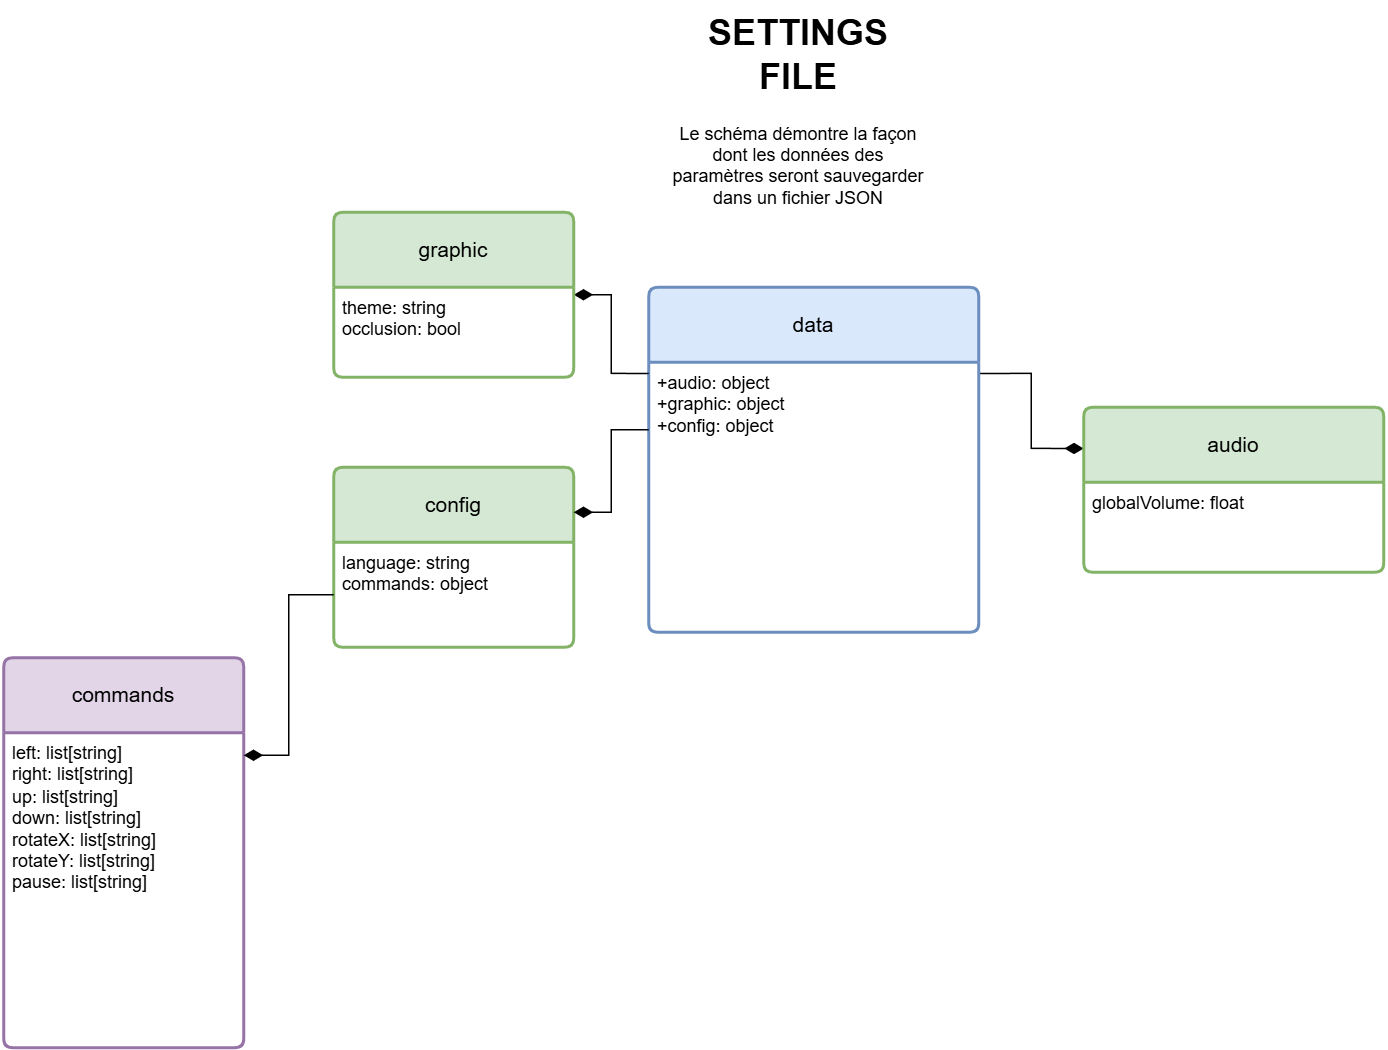 SETTINGS
FILE
Le schéma démontre la façon
dont les données des
paramètres seront sauvegarder
dans un fichier JSON
graphic
theme: string
occlusion: bool
data
+audio: object
+graphic: object
+config: object
audio
globalVolume: float
config
language: string
commands: object
commands
left: list[string]
right: list[string]
up: list[string]
down: list[string]
rotateX: list[string]
rotateY: list[string]
pause: list[string]